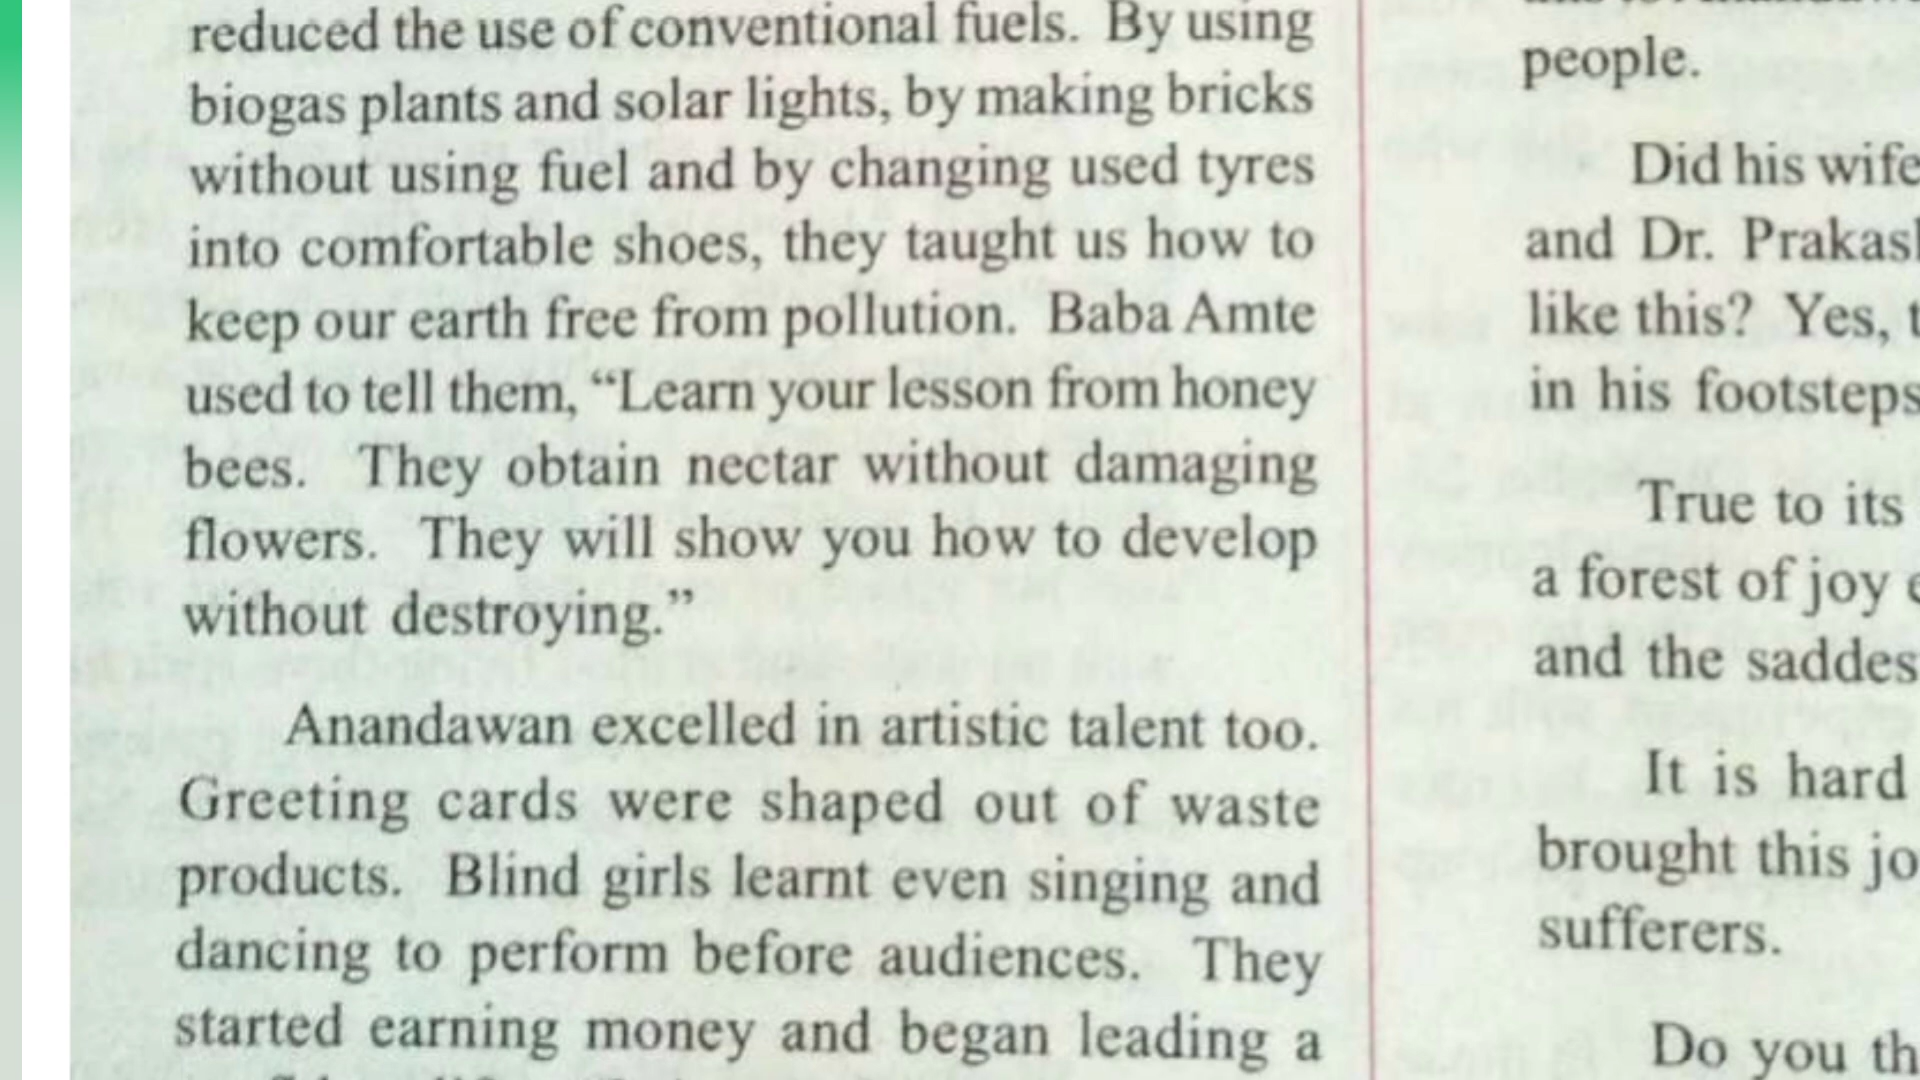 reduced the use of conventional fuels. By using
biogas plants and solar lights, by making bricks
without using fuel and by changing used tyres
into comfortable shoes, they taught us how to
keep our earth free from pollution. Baba Amte
used to tell them, “Learn your lesson from honey
bees. They obtain nectar without damaging
flowers. They will show you how to develop
without destroying.”
Anandawan excelled in artistic talent too.
Greeting cards were shaped out of waste
products. Blind girls learnt even singing and
dancing to perform before audiences. They
started earning money and began leading a
people.
Did his wife
and Dr. Prakash
like this? Yes,
in his footsteps
True to its
a forest of joy
and the saddes
It is hard
brought this jo
sufferers.
Do you th